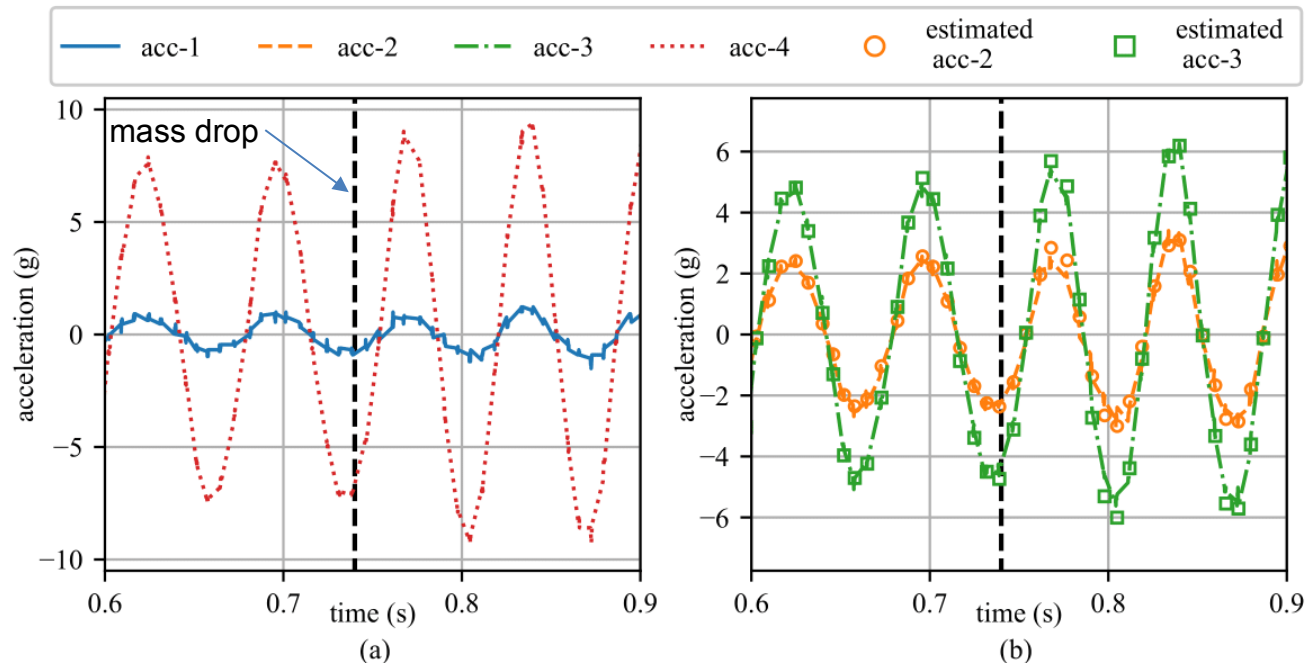 acc-1 acc-2 acc-3 acc-4 estimated acc-2 estimated acc-3
mass drop
acceleration (g)
10
5
0
−5
−10
0.6 0.7 0.8 0.9
time (s)
(a)
acceleration (g)
6
4
2
0
−2
−4
−6
0.6 0.7 0.8 0.9
time (s)
(b)